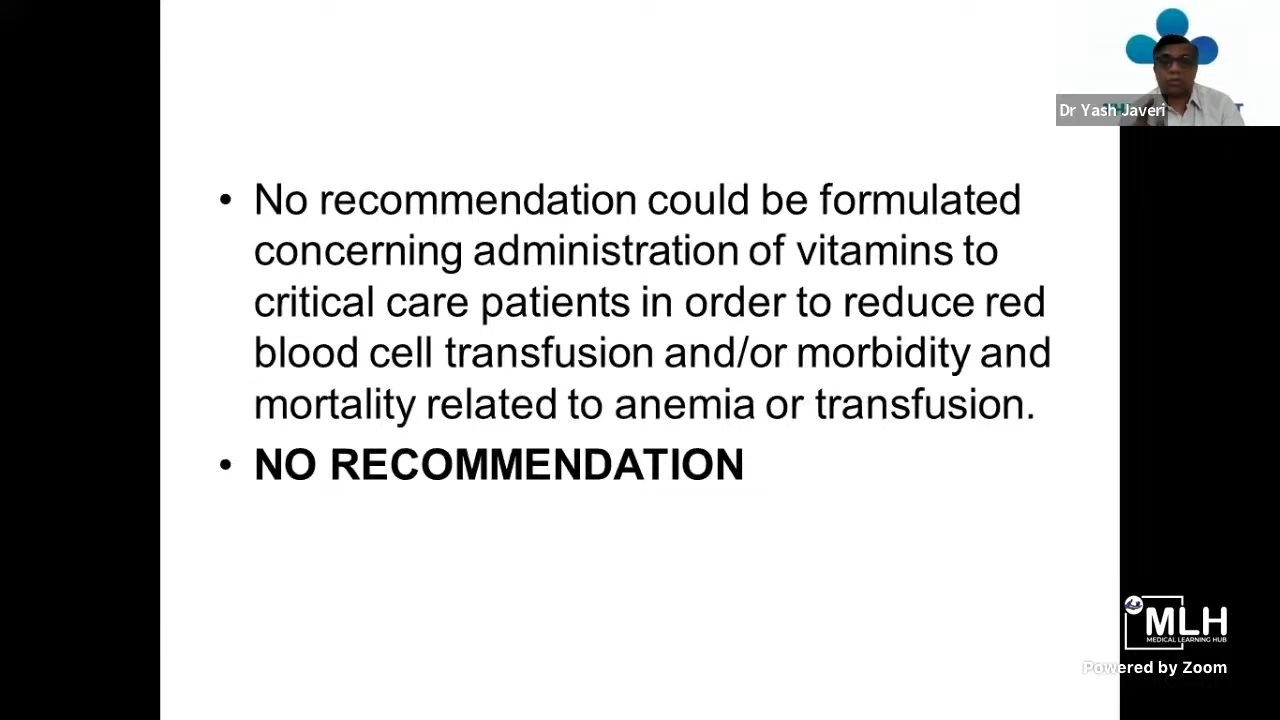 Dr Yash Javeri
• No recommendation could be formulated
concerning administration of vitamins to
critical care patients in order to reduce red
blood cell transfusion and/or morbidity and
mortality related to anemia or transfusion.
• NO RECOMMENDATION
MLH
MEDICAL LEARNING HUB
Powered by Zoom